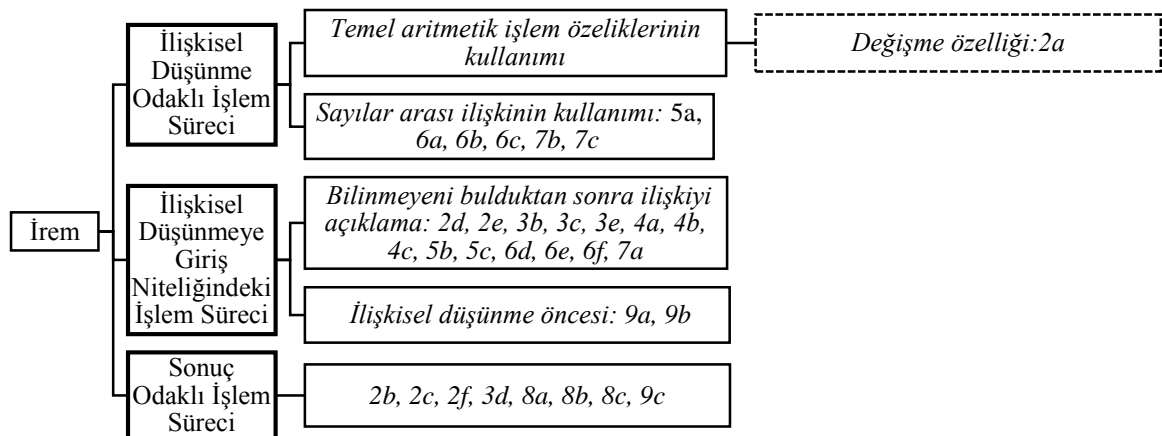 İrem
İlişkisel
Düşünme
Odaklı İşlem
Süreci
Temel aritmetik işlem özeliklerinin
kullanımı
Değişme özelliği:2a
Sayılar arası ilişkinin kullanımı: 5a,
6a, 6b, 6c, 7b, 7c
İlişkisel
Düşünmeye
Giriş
Niteliğindeki
İşlem Süreci
Bilinmeyeni bulduktan sonra ilişkiyi
açıklama: 2d, 2e, 3b, 3c, 3e, 4a, 4b,
4c, 5b, 5c, 6d, 6e, 6f, 7a
İlişkisel düşünme öncesi: 9a, 9b
Sonuç
Odaklı İşlem
Süreci
2b, 2c, 2f, 3d, 8a, 8b, 8c, 9c